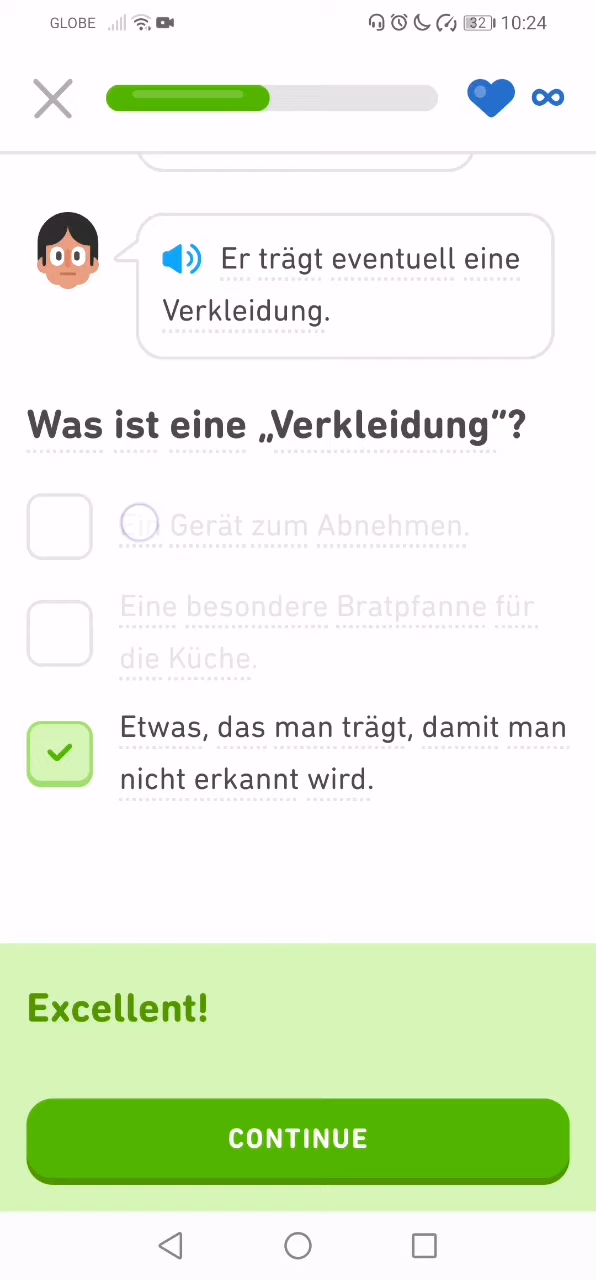 GLOBE 32 10:24
Er trägt eventuell eine
Verkleidung.
Was ist eine „Verkleidung“?
Ein Gerät zum Abnehmen.
Eine besondere Bratpfanne für
die Küche.
Etwas, das man trägt, damit man
nicht erkannt wird.
Excellent!
CONTINUE